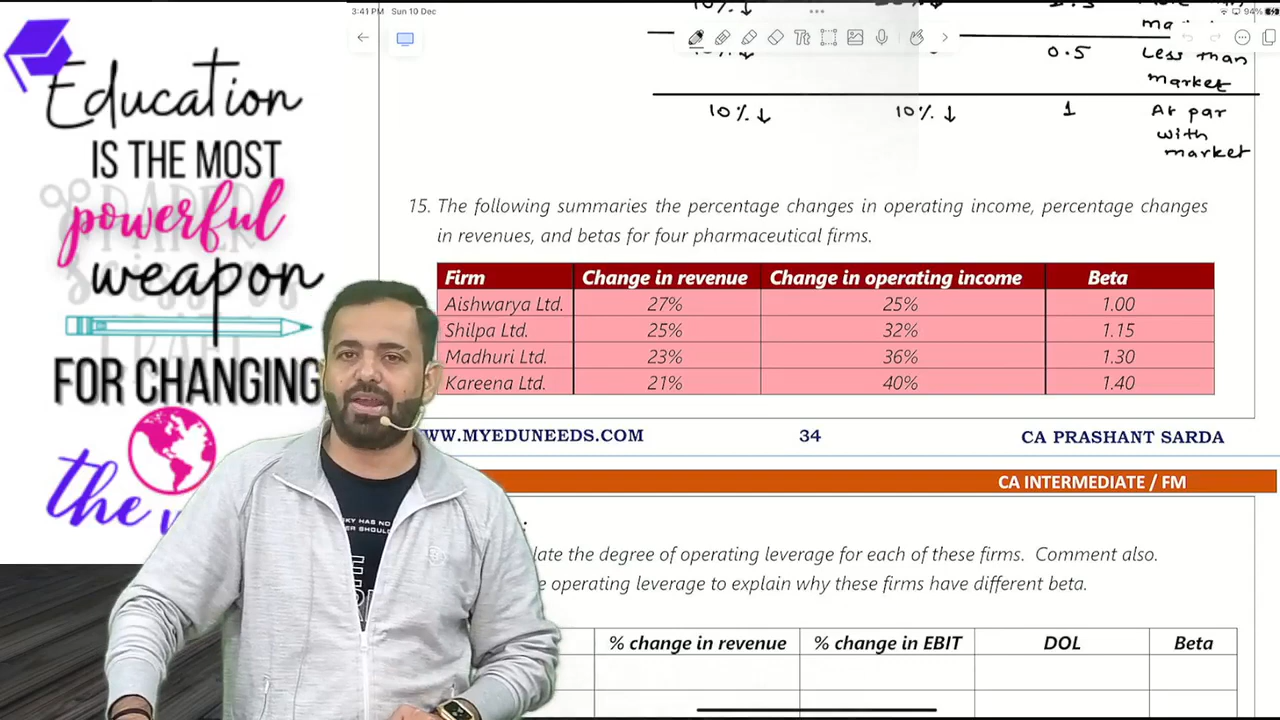 3:41 PM Sun 10 Dec
94%
10% ↓
0.5
Less than
market
10% ↓ 10% ↓ 1 At par
with
market
Education
IS THE MOST
powerful
weapon
FOR CHANGING
the
15. The following summaries the percentage changes in operating income, percentage changes
in revenues, and betas for four pharmaceutical firms.
Firm Change in revenue Change in operating income Beta
Aishwarya Ltd. 27% 25% 1.00
Shilpa Ltd. 25% 32% 1.15
Madhuri Ltd. 23% 36% 1.30
Kareena Ltd. 21% 40% 1.40
WWW.MYEDUNEEDS.COM 34 CA PRASHANT SARDA
CA INTERMEDIATE / FM
the degree of operating leverage for each of these firms. Comment also.
operating leverage to explain why these firms have different beta.
% change in revenue % change in EBIT DOL Beta